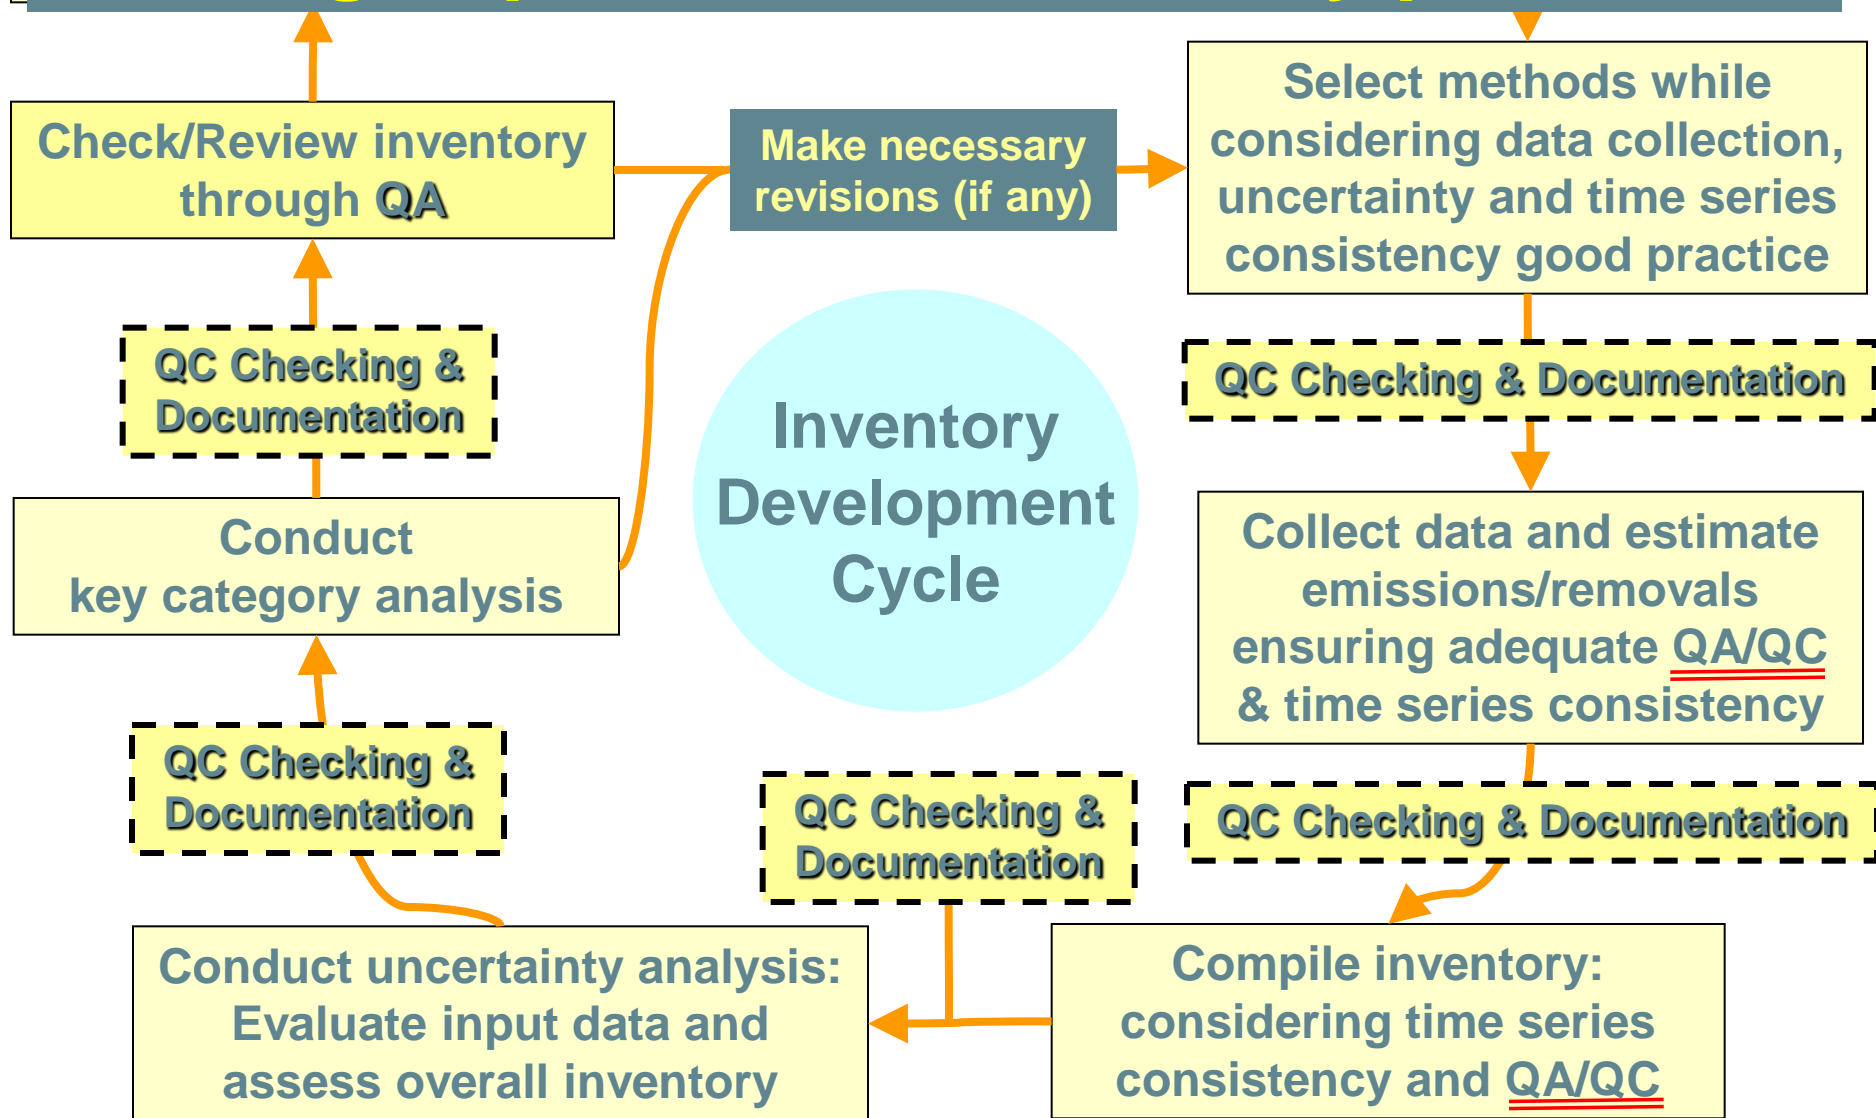 Check/Review inventory
through QA
Make necessary
revisions (if any)
Select methods while
considering data collection,
uncertainty and time series
consistency good practice
QC Checking &
Documentation
QC Checking & Documentation
Inventory
Development
Cycle
Conduct
key category analysis
Collect data and estimate
emissions/removals
ensuring adequate QA/QC
& time series consistency
QC Checking &
Documentation
QC Checking &
Documentation
QC Checking & Documentation
Conduct uncertainty analysis:
Evaluate input data and
assess overall inventory
Compile inventory:
considering time series
consistency and QA/QC